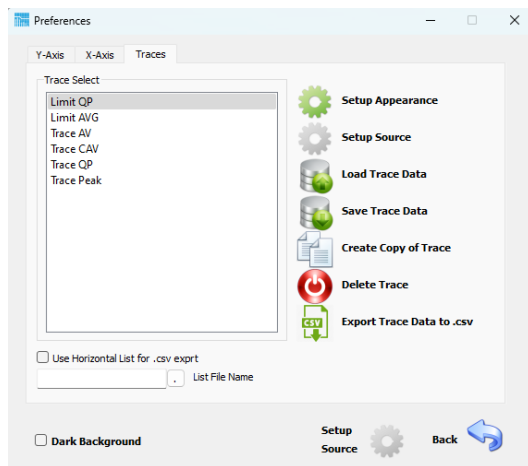 Preferences
Y-Axis X-Axis Traces
Trace Select
Limit QP
Limit AVG
Trace AV
Trace CAV
Trace QP
Trace Peak
Setup Appearance
Setup Source
Load Trace Data
Save Trace Data
Create Copy of Trace
Delete Trace
CSV
Export Trace Data to .csv
Use Horizontal List for .csv exprt
. List File Name
Dark Background
Setup
Source
Back